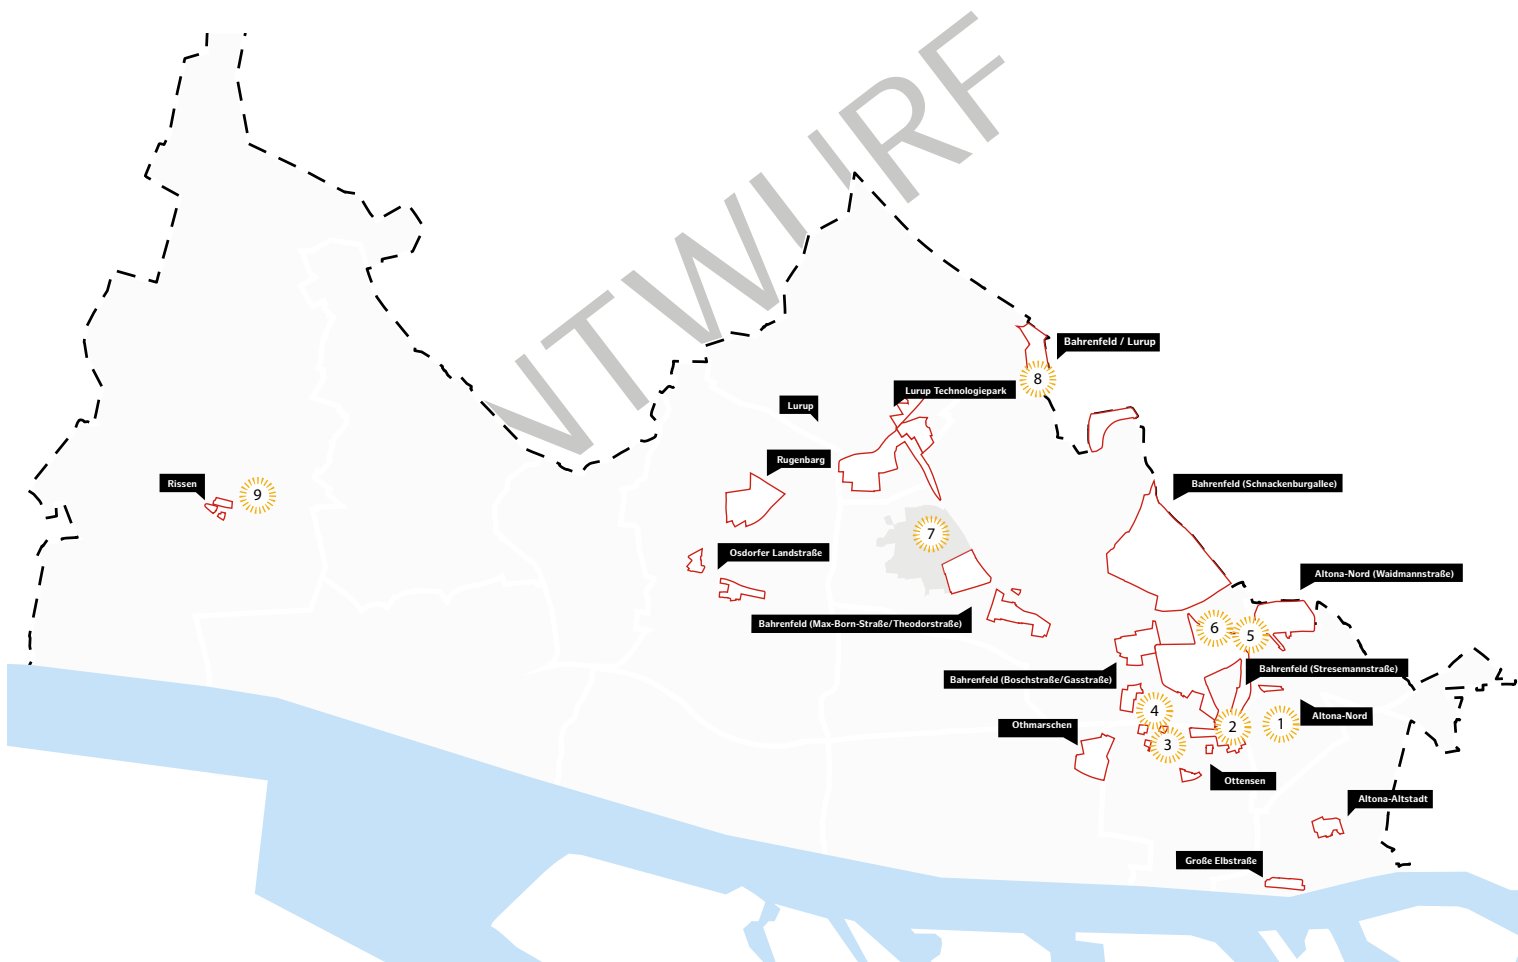 NTWURF
Bahrenfeld / Lurup
8
Lurup Technologiepark
Lurup
Rugenbarg
Rissen
9
Bahrenfeld (Schnackenburgallee)
7
Osdorfer Landstraße
Altona-Nord (Waidmannstraße)
Bahrenfeld (Max-Born-Straße/Theodorstraße)
6
5
Bahrenfeld (Stresemannstraße)
Bahrenfeld (Boschstraße/Gasstraße)
4
Altona-Nord
1
2
Othmarschen
3
Ottensen
Altona-Altstadt
Große Elbstraße